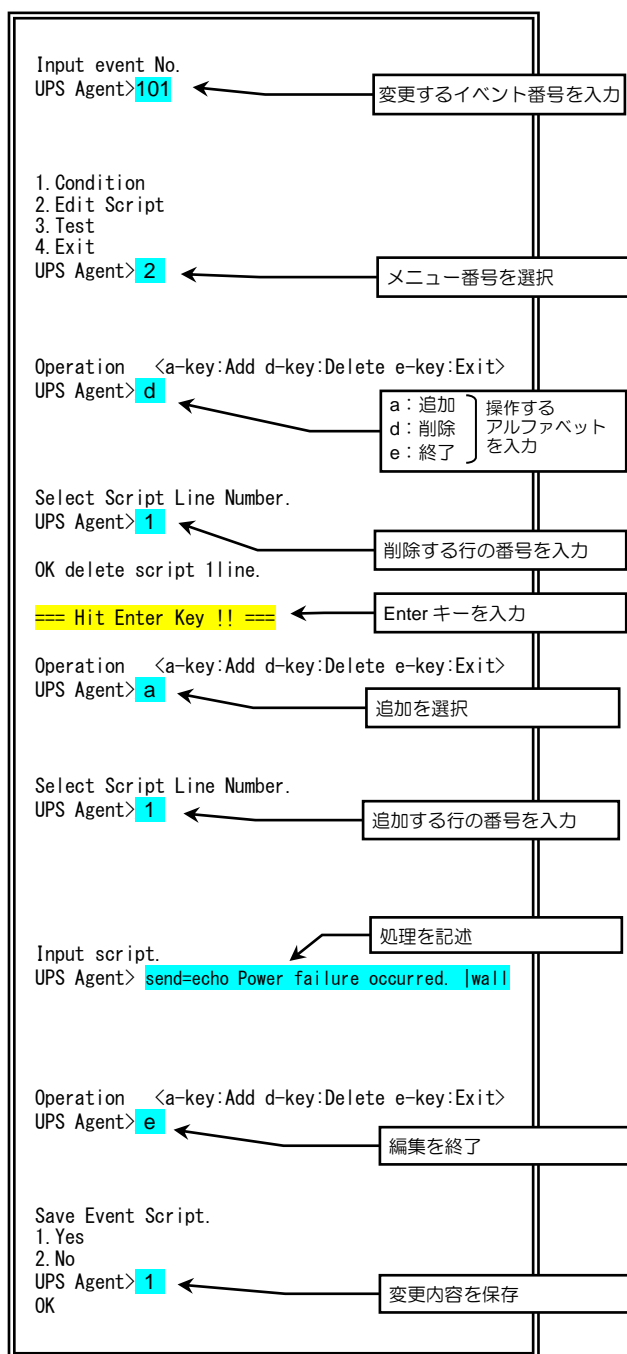 Input event No.
UPS Agent>101
変更するイベント番号を入力
1.Condition
2.Edit Script
3.Test
4.Exit
UPS Agent> 2
メニュー番号を選択
Operation <a-key:Add d-key:Delete e-key:Exit>
UPS Agent> d
a：追加
d：削除
e：終了
操作する
アルファベット
を入力
Select Script Line Number.
UPS Agent> 1
削除する行の番号を入力
OK delete script 1line.
=== Hit Enter Key !! ===
Enter キーを入力
Operation <a-key:Add d-key:Delete e-key:Exit>
UPS Agent> a
追加を選択
Select Script Line Number.
UPS Agent> 1
追加する行の番号を入力
処理を記述
Input script.
UPS Agent> send=echo Power failure occurred. |wall
Operation <a-key:Add d-key:Delete e-key:Exit>
UPS Agent> e
編集を終了
Save Event Script.
1.Yes
2.No
UPS Agent> 1
変更内容を保存
OK